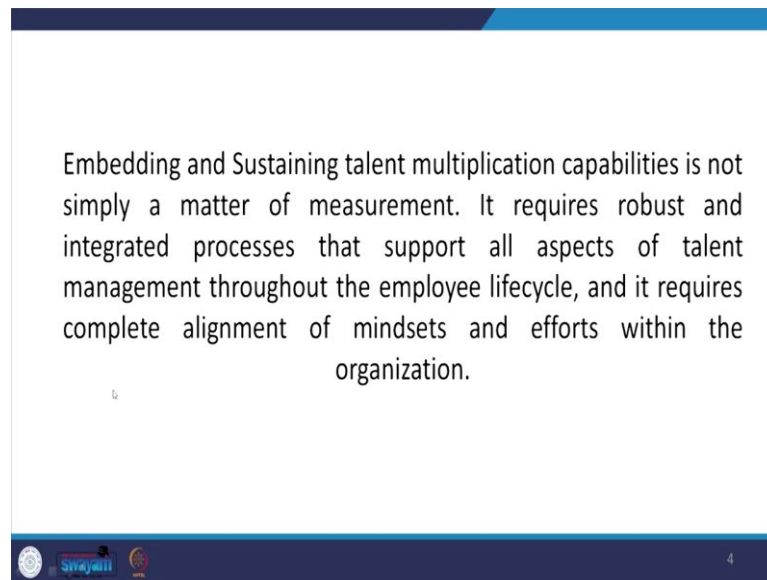 Embedding and Sustaining talent multiplication capabilities is not
simply a matter of measurement. It requires robust and
integrated processes that support all aspects of talent
management throughout the employee lifecycle, and it requires
complete alignment of mindsets and efforts within the
organization.
swayam
4